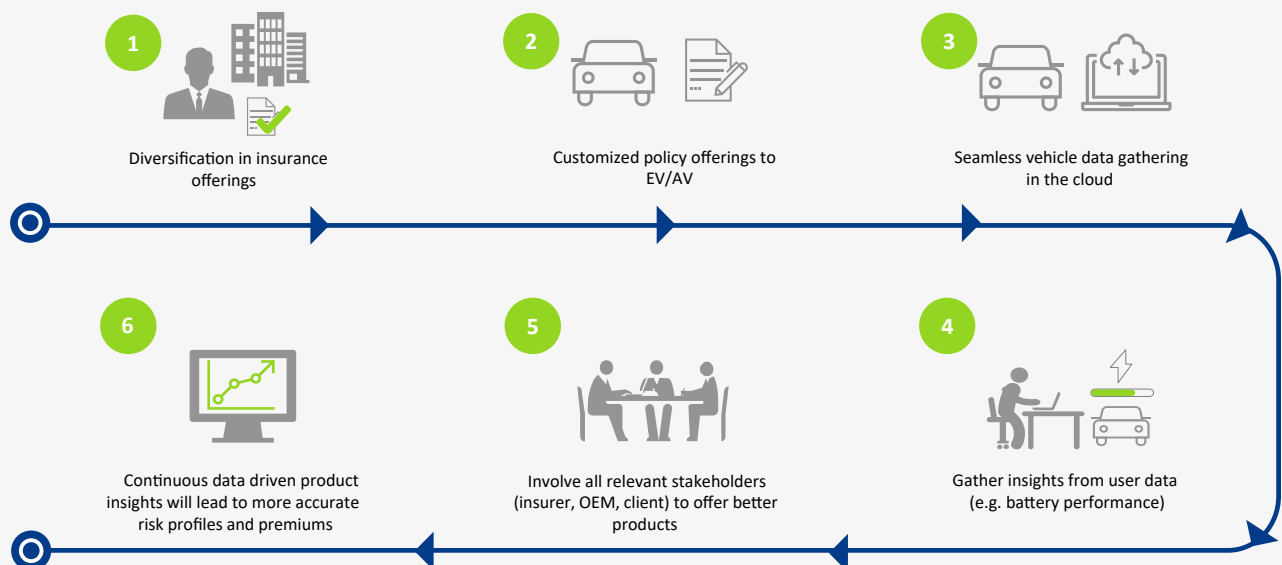 1
Diversification in insurance
offerings
2
Customized policy offerings to
EV/AV
3
Seamless vehicle data gathering
in the cloud
4
Gather insights from user data
(e.g. battery performance)
5
Involve all relevant stakeholders
(insurer, OEM, client) to offer better
products
6
Continuous data driven product
insights will lead to more accurate
risk profiles and premiums